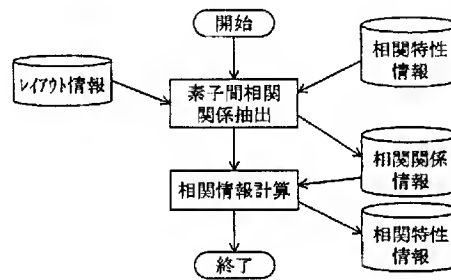 開始
相関特性
情報
レイアウト情報
素子間相関
関係抽出
相関関係
情報
相関情報計算
相関特性
情報
終了